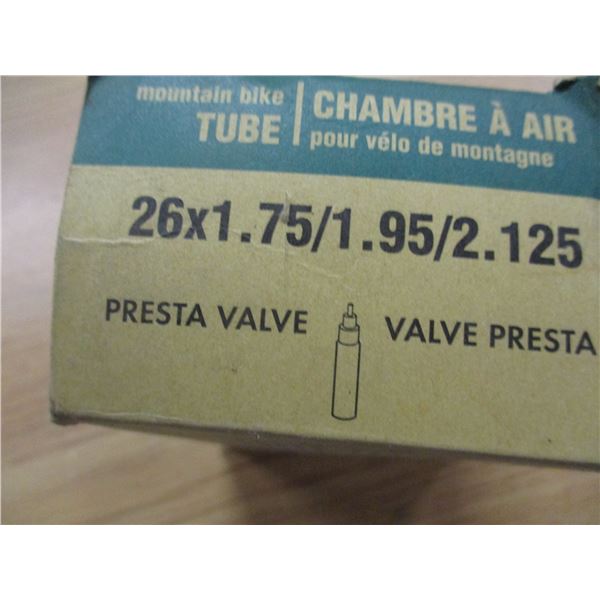 mountain bike
TUBE
CHAMBRE À AIR
pour vélo de montagne
26x1.75/1.95/2.125
PRESTA VALVE
VALVE PRESTA